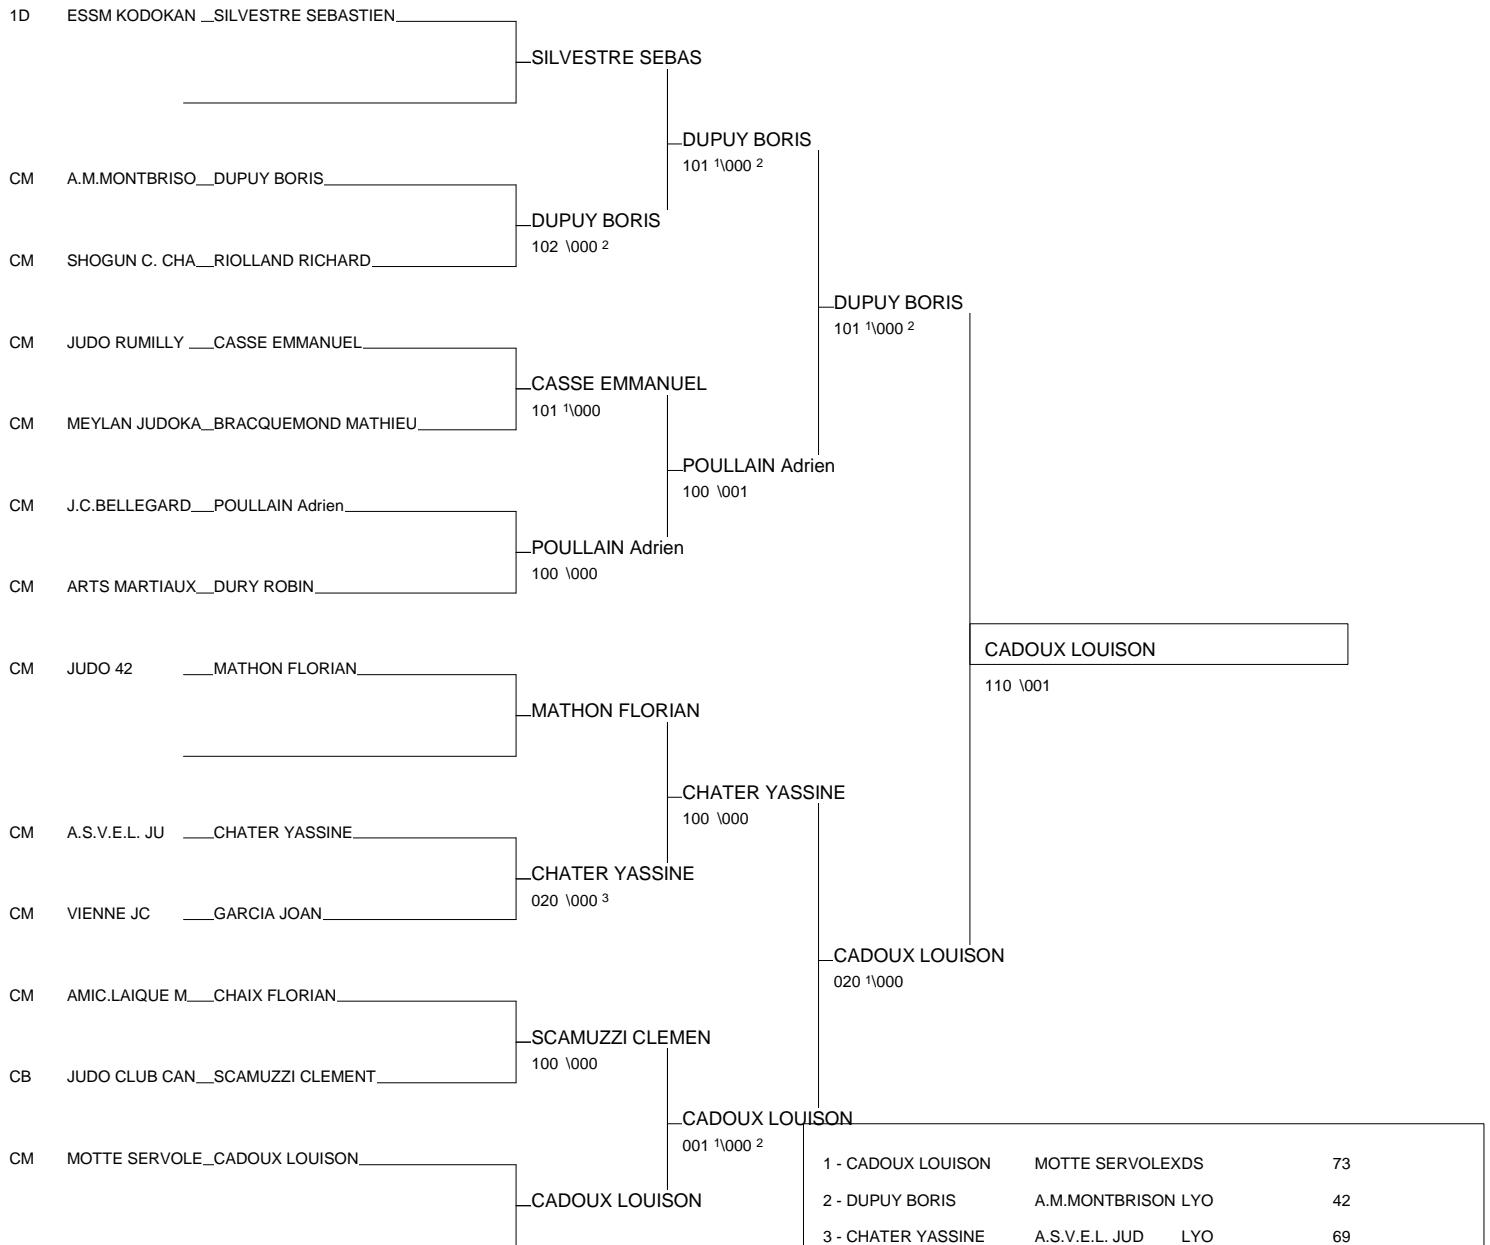 1D ESSM KODOKAN SILVESTRE SEBASTIEN
SILVESTRE SEBAS
DUPUY BORIS
101 1\000 2
CM A.M.MONTBRISO DUPUY BORIS
DUPUY BORIS
102 \000 2
CM SHOGUN C. CHA RIOLLAND RICHARD
DUPUY BORIS
101 1\000 2
CM JUDO RUMILLY CASSE EMMANUEL
CASSE EMMANUEL
101 1\000
CM MEYLAN JUDOKA BRACQUEMOND MATHIEU
POULLAIN Adrien
100 \001
CM J.C.BELLEGARD POULLAIN Adrien
POULLAIN Adrien
100 \000
CM ARTS MARTIAUX DURY ROBIN
CADOUX LOUISON
110 \001
CM JUDO 42 MATHON FLORIAN
MATHON FLORIAN
CHATER YASSINE
100 \000
CM A.S.V.E.L. JU CHATER YASSINE
CHATER YASSINE
020 \000 3
CM VIENNE JC GARCIA JOAN
CADOUX LOUISON
020 1\000
CM AMIC.LAIQUE M CHAIX FLORIAN
SCAMUZZI CLEMEN
100 \000
CB JUDO CLUB CAN SCAMUZZI CLEMENT
CADOUX LOUISON
001 1\000 2
CM MOTTE SERVOLE CADOUX LOUISON
CADOUX LOUISON
1 - CADOUX LOUISON MOTTE SERVOLEXDS 73
2 - DUPUY BORIS A.M.MONTBRISON LYO 42
3 - CHATER YASSINE A.S.V.E.L. JUD LYO 69